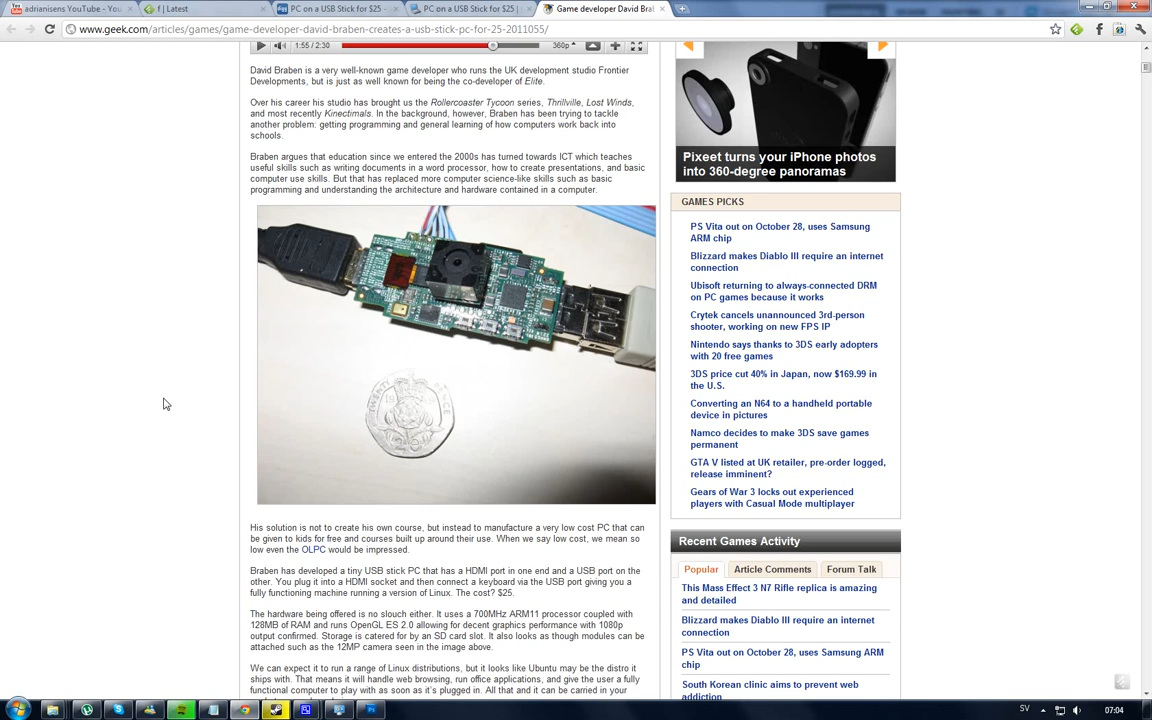 adrianisens YouTube - You
f | Latest
PC on a USB Stick for $25 -
PC on a USB Stick for $25 |
Game developer David Brab
www.geek.com/articles/games/game-developer-david-braben-creates-a-usb-stick-pc-for-25-2011055/
1:55 / 2:30
360p
David Braben is a very well-known game developer who runs the UK development studio Frontier
Developments, but is just as well known for being the co-developer of Elite.
Over his career his studio has brought us the Rollercoaster Tycoon series, Thrillville, Lost Winds,
and most recently Kinectimals. In the background, however, Braben has been trying to tackle
another problem: getting programming and general learning of how computers work back into
schools.
Braben argues that education since we entered the 2000s has turned towards ICT which teaches
useful skills such as writing documents in a word processor, how to create presentations, and basic
computer use skills. But that has replaced more computer science-like skills such as basic
programming and understanding the architecture and hardware contained in a computer.
TWENTY PENCE
20
His solution is not to create his own course, but instead to manufacture a very low cost PC that can
be given to kids for free and courses built up around their use. When we say low cost, we mean so
low even the OLPC would be impressed.
Braben has developed a tiny USB stick PC that has a HDMI port in one end and a USB port on the
other. You plug it into a HDMI socket and then connect a keyboard via the USB port giving you a
fully functioning machine running a version of Linux. The cost? $25.
The hardware being offered is no slouch either. It uses a 700MHz ARM11 processor coupled with
128MB of RAM and runs OpenGL ES 2.0 allowing for decent graphics performance with 1080p
output confirmed. Storage is catered for by an SD card slot. It also looks as though modules can be
attached such as the 12MP camera seen in the image above.
We can expect it to run a range of Linux distributions, but it looks like Ubuntu may be the distro it
ships with. That means it will handle web browsing, run office applications, and give the user a fully
functional computer to play with as soon as it's plugged in. All that and it can be carried in your
Pixeet turns your iPhone photos
into 360-degree panoramas
GAMES PICKS
PS Vita out on October 28, uses Samsung
ARM chip
Blizzard makes Diablo III require an internet
connection
Ubisoft returning to always-connected DRM
on PC games because it works
Crytek cancels unannounced 3rd-person
shooter, working on new FPS IP
Nintendo says thanks to 3DS early adopters
with 20 free games
3DS price cut 40% in Japan, now $169.99 in
the U.S.
Converting an N64 to a handheld portable
device in pictures
Namco decides to make 3DS save games
permanent
GTA V listed at UK retailer, pre-order logged,
release imminent?
Gears of War 3 locks out experienced
players with Casual Mode multiplayer
Recent Games Activity
Popular
Article Comments
Forum Talk
This Mass Effect 3 N7 Rifle replica is amazing
and detailed
Blizzard makes Diablo III require an internet
connection
PS Vita out on October 28, uses Samsung ARM
chip
South Korean clinic aims to prevent web
addiction
SV
07:04